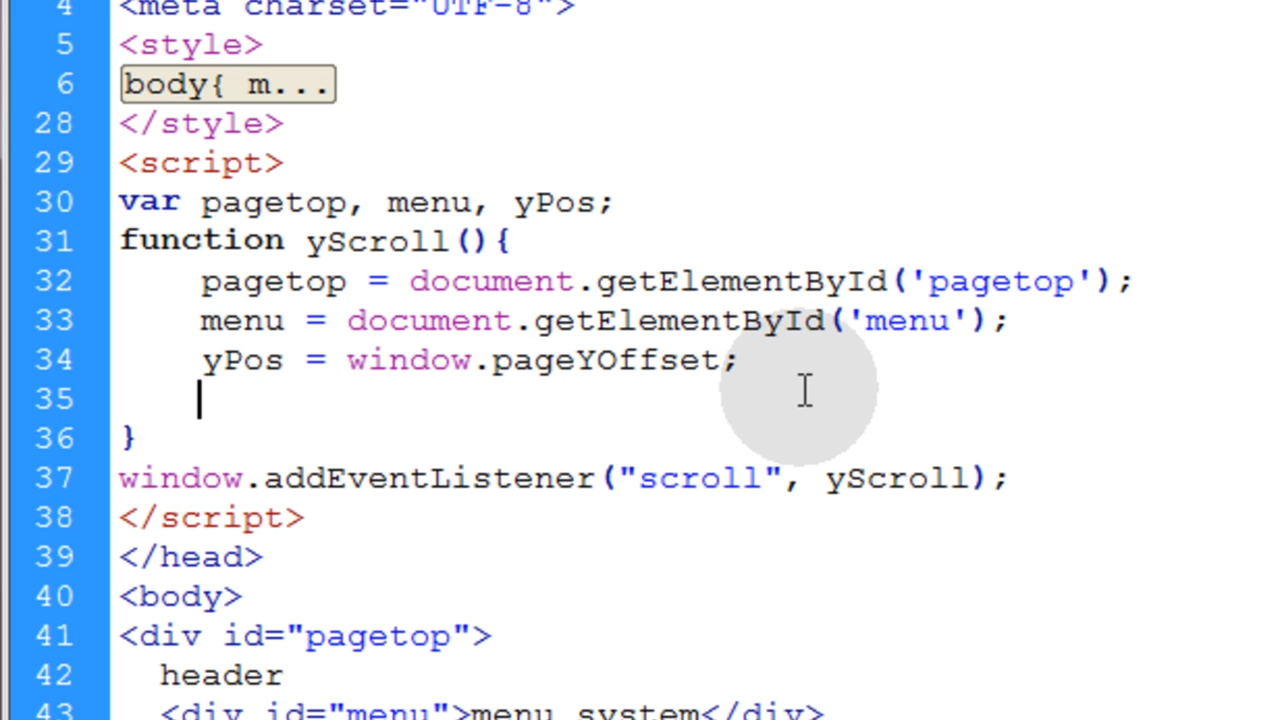 4 <meta charset="UTF-8">
5 <style>
6 body{ m...
28 </style>
29 <script>
30 var pagetop, menu, yPos;
31 function yScroll(){
32 pagetop = document.getElementById('pagetop');
33 menu = document.getElementById('menu');
34 yPos = window.pageYOffset;
35
36 }
37 window.addEventListener("scroll", yScroll);
38 </script>
39 </head>
40 <body>
41 <div id="pagetop">
42 header
43 <div id="menu">menu system</div>